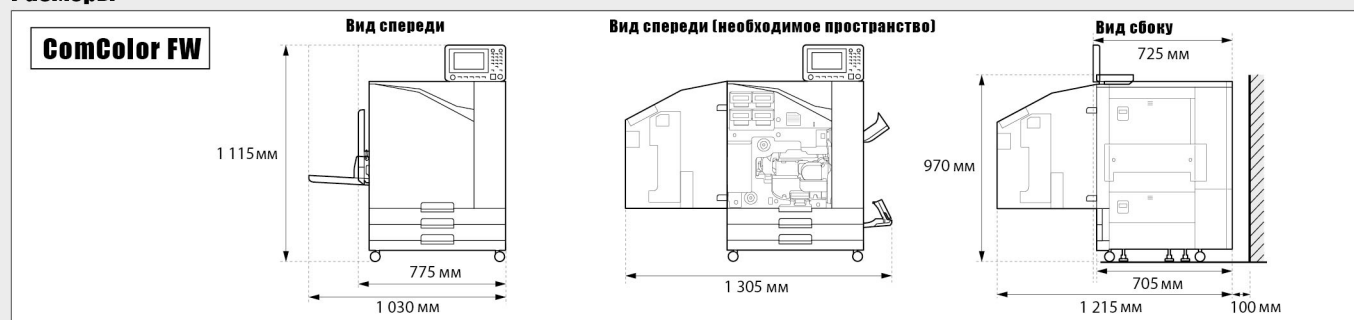 Размеры
ComColor FW
Вид спереди
1 115 мм
775 мм
1 030 мм
Вид спереди (необходимое пространство)
1 305 мм
Вид сбоку
725 мм
970 мм
705 мм
1 215 мм
100 мм